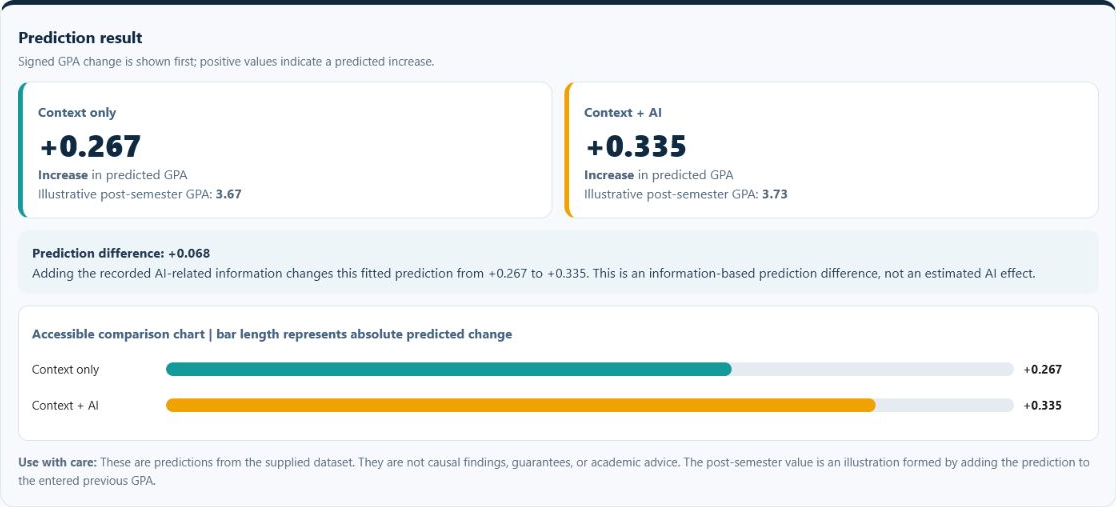 Prediction result
Signed GPA change is shown first; positive values indicate a predicted increase.
Context only
+0.267
Increase in predicted GPA
Illustrative post-semester GPA: 3.67
Context + AI
+0.335
Increase in predicted GPA
Illustrative post-semester GPA: 3.73
Prediction difference: +0.068
Adding the recorded AI-related information changes this fitted prediction from +0.267 to +0.335. This is an information-based prediction difference, not an estimated AI effect.
Accessible comparison chart | bar length represents absolute predicted change
Context only +0.267
Context + AI +0.335
Use with care: These are predictions from the supplied dataset. They are not causal findings, guarantees, or academic advice. The post-semester value is an illustration formed by adding the prediction to
the entered previous GPA.